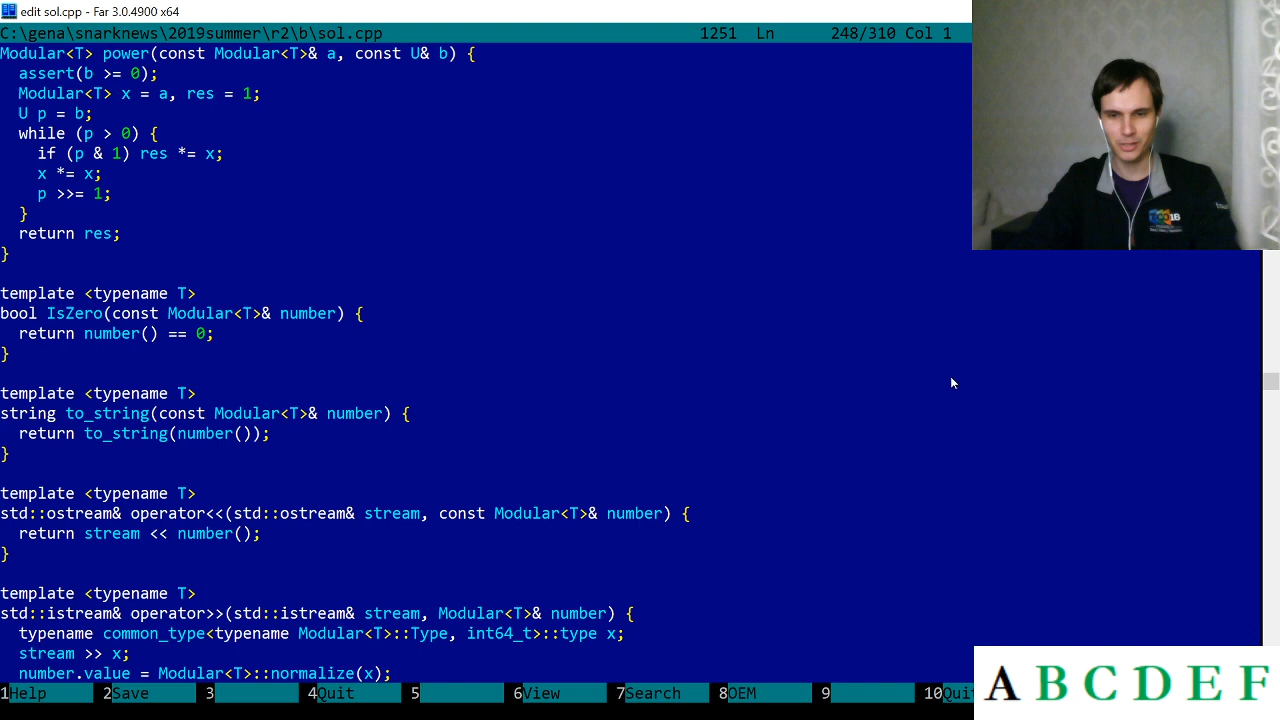 edit sol.cpp - Far 3.0.4900 x64
C:\gena\snarknews\2019summer\r2\b\sol.cpp 1251 Ln 248/310 Col 1
Modular<T> power(const Modular<T>& a, const U& b) {
  assert(b >= 0);
  Modular<T> x = a, res = 1;
  U p = b;
  while (p > 0) {
    if (p & 1) res *= x;
    x *= x;
    p >>= 1;
  }
  return res;
}
template <typename T>
bool IsZero(const Modular<T>& number) {
  return number() == 0;
}
template <typename T>
string to_string(const Modular<T>& number) {
  return to_string(number());
}
template <typename T>
std::ostream& operator<<(std::ostream& stream, const Modular<T>& number) {
  return stream << number();
}
template <typename T>
std::istream& operator>>(std::istream& stream, Modular<T>& number) {
  typename common_type<typename Modular<T>::Type, int64_t>::type x;
  stream >> x;
  number.value = Modular<T>::normalize(x);
1Help 2Save 3 4Quit 5 6View 7Search 8OEM 9 10Qui
A B C D E F